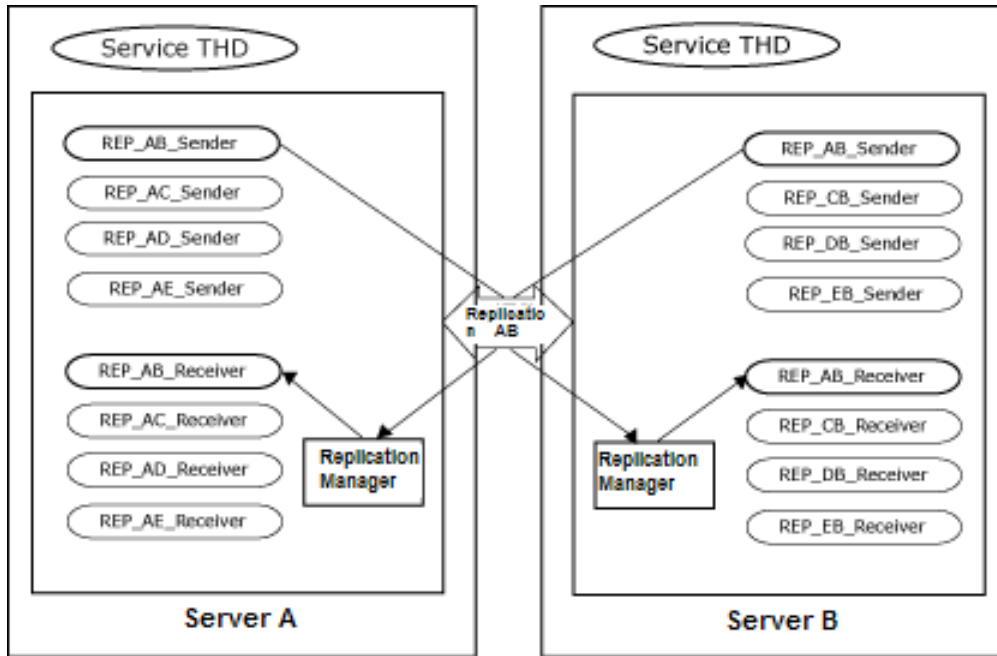 Service THD
REP_AB_Sender
REP_AC_Sender
REP_AD_Sender
REP_AE_Sender
REP_AB_Receiver
REP_AC_Receiver
REP_AD_Receiver
REP_AE_Receiver
Replication
Manager
Server A
Replicatio
n AB
Service THD
REP_AB_Sender
REP_CB_Sender
REP_DB_Sender
REP_EB_Sender
REP_AB_Receiver
REP_CB_Receiver
REP_DB_Receiver
REP_EB_Receiver
Replication
Manager
Server B